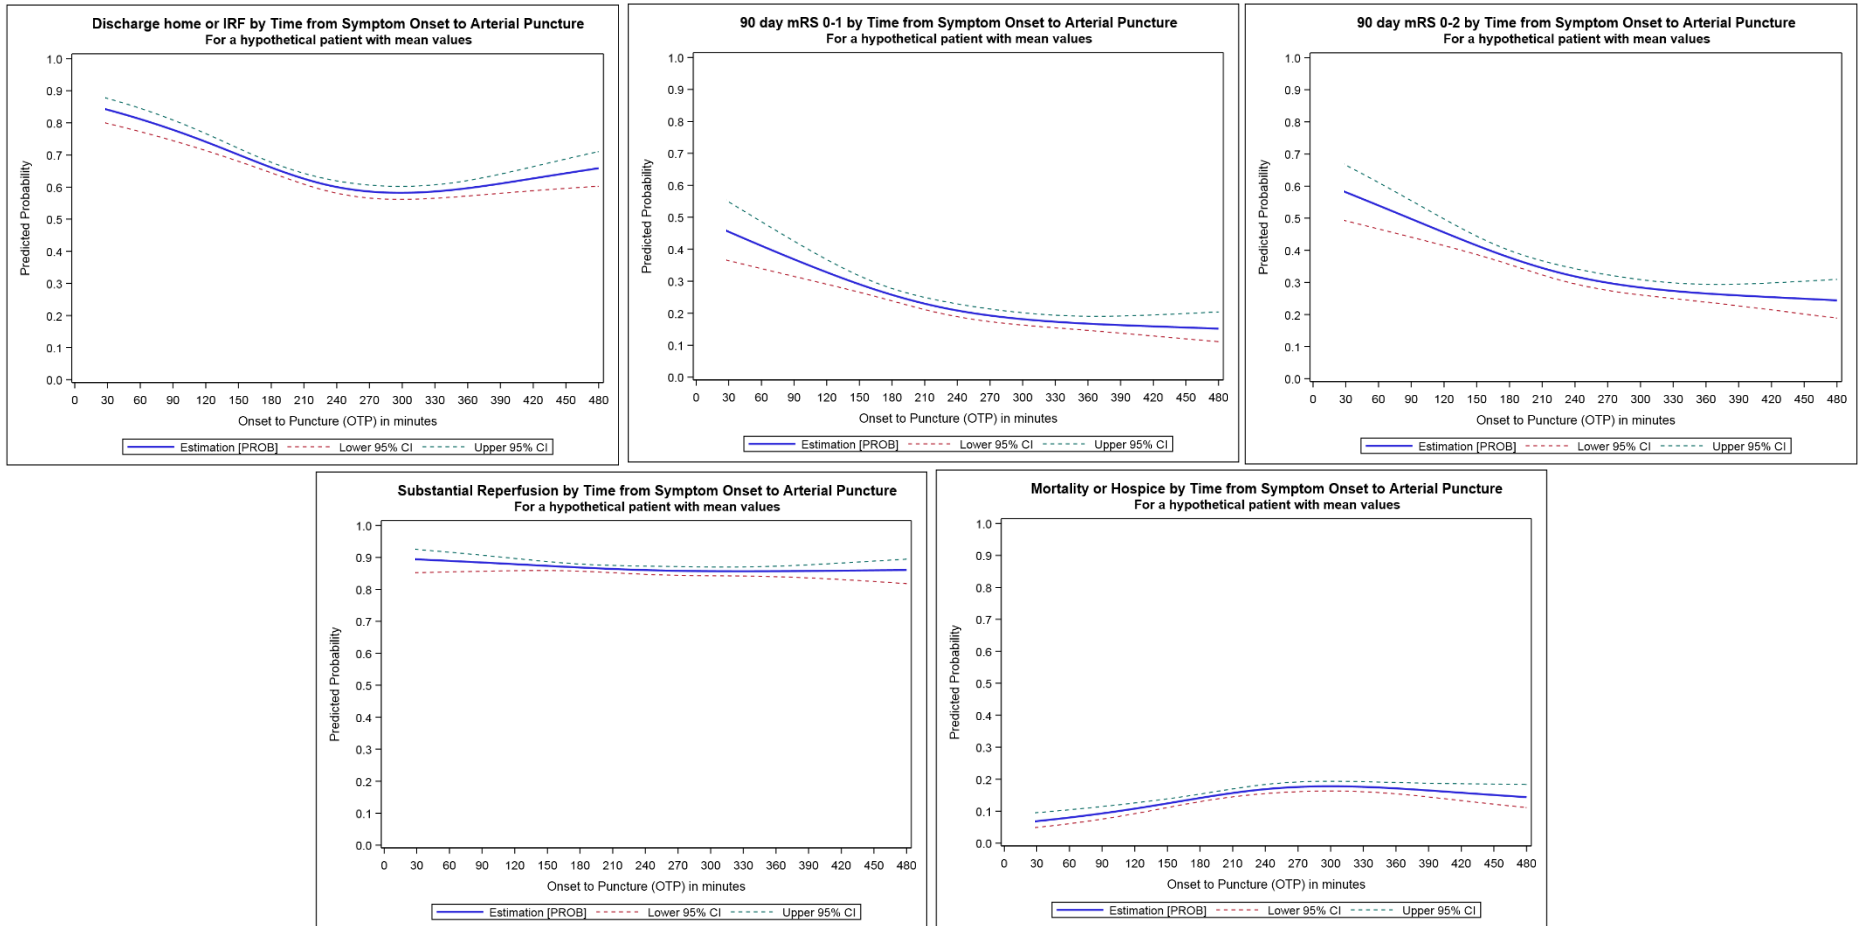 Discharge home or IRF by Time from Symptom Onset to Arterial Puncture
For a hypothetical patient with mean values
Predicted Probability
1.0
0.9
0.8
0.7
0.6
0.5
0.4
0.3
0.2
0.1
0.0
0 30 60 90 120 150 180 210 240 270 300 330 360 390 420 450 480
Onset to Puncture (OTP) in minutes
Estimation [PROB] Lower 95% CI Upper 95% CI
90 day mRS 0-1 by Time from Symptom Onset to Arterial Puncture
For a hypothetical patient with mean values
Predicted Probability
1.0
0.9
0.8
0.7
0.6
0.5
0.4
0.3
0.2
0.1
0.0
0 30 60 90 120 150 180 210 240 270 300 330 360 390 420 450 480
Onset to Puncture (OTP) in minutes
Estimation [PROB] Lower 95% CI Upper 95% CI
90 day mRS 0-2 by Time from Symptom Onset to Arterial Puncture
For a hypothetical patient with mean values
Predicted Probability
1.0
0.9
0.8
0.7
0.6
0.5
0.4
0.3
0.2
0.1
0.0
0 30 60 90 120 150 180 210 240 270 300 330 360 390 420 450 480
Onset to Puncture (OTP) in minutes
Estimation [PROB] Lower 95% CI Upper 95% CI
Substantial Reperfusion by Time from Symptom Onset to Arterial Puncture
For a hypothetical patient with mean values
Predicted Probability
1.0
0.9
0.8
0.7
0.6
0.5
0.4
0.3
0.2
0.1
0.0
0 30 60 90 120 150 180 210 240 270 300 330 360 390 420 450 480
Onset to Puncture (OTP) in minutes
Estimation [PROB] Lower 95% CI Upper 95% CI
Mortality or Hospice by Time from Symptom Onset to Arterial Puncture
For a hypothetical patient with mean values
Predicted Probability
1.0
0.9
0.8
0.7
0.6
0.5
0.4
0.3
0.2
0.1
0.0
0 30 60 90 120 150 180 210 240 270 300 330 360 390 420 450 480
Onset to Puncture (OTP) in minutes
Estimation [PROB] Lower 95% CI Upper 95% CI